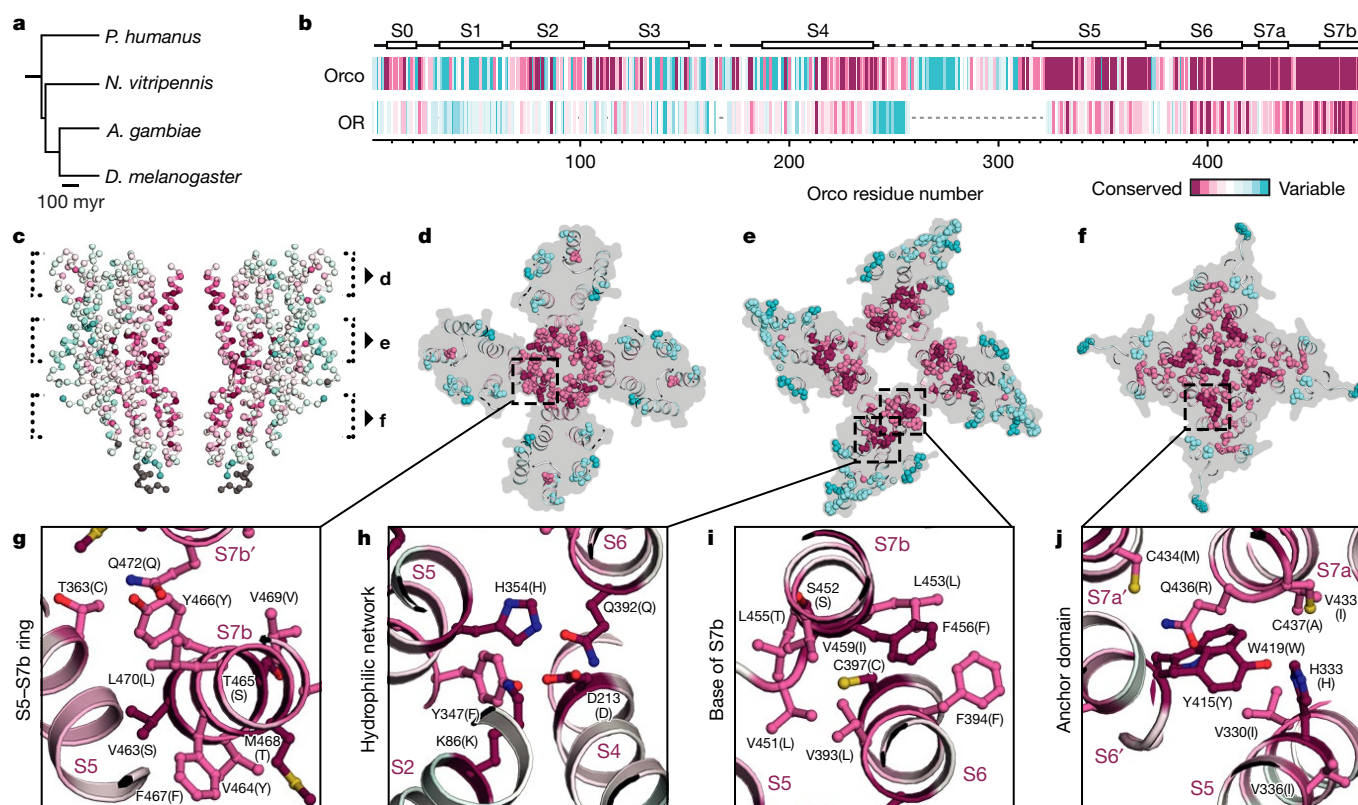 a
P. humanus
N. vitripennis
A. gambiae
D. melanogaster
100 myr
b
S0 S1 S2 S3 S4 S5 S6 S7a S7b
Orco
OR
100 200 300 400
Orco residue number
Conserved Variable
c
d
e
f
d
e
f
g
S5–S7b ring
S7b′
Q472(Q)
T363(C)
Y466(Y)
V469(V)
S7b
L470(L)
T465
(S)
V463(S)
M468
(T)
S5
F467(F)
V464(Y)
h
Hydrophilic network
S6
S5
H354(H)
Q392(Q)
Y347(F)
D213
(D)
K86(K)
S4
S2
i
Base of S7b
S7b
S452
(S)
L453(L)
L455(T)
V459(I)
F456(F)
C397(C)
F394(F)
V451(L)
V393(L)
S5
S6
j
Anchor domain
C434(M)
S7a
Q436(R)
V433
(I)
S7a′
C437(A)
W419(W)
H333
(H)
Y415(Y)
V330(I)
S6′
S5
V336(I)